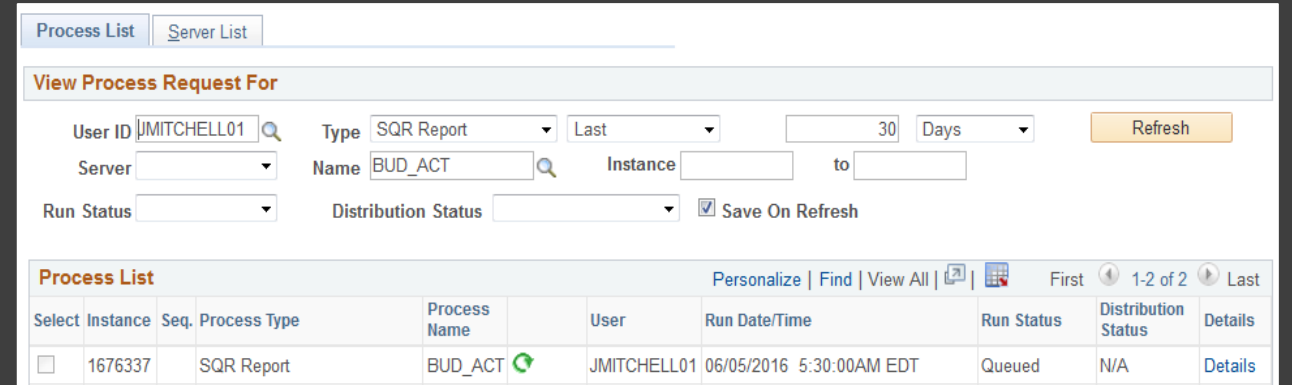 Process List Server List
View Process Request For
User ID JMITCHELL01 Type SQR Report Last 30 Days Refresh
Server Name BUD_ACT Instance to
Run Status Distribution Status Save On Refresh
Process List Personalize | Find | View All | | First 1-2 of 2 Last
Select Instance Seq. Process Type Process Name User Run Date/Time Run Status Distribution Status Details
1676337 SQR Report BUD_ACT JMITCHELL01 06/05/2016 5:30:00AM EDT Queued N/A Details